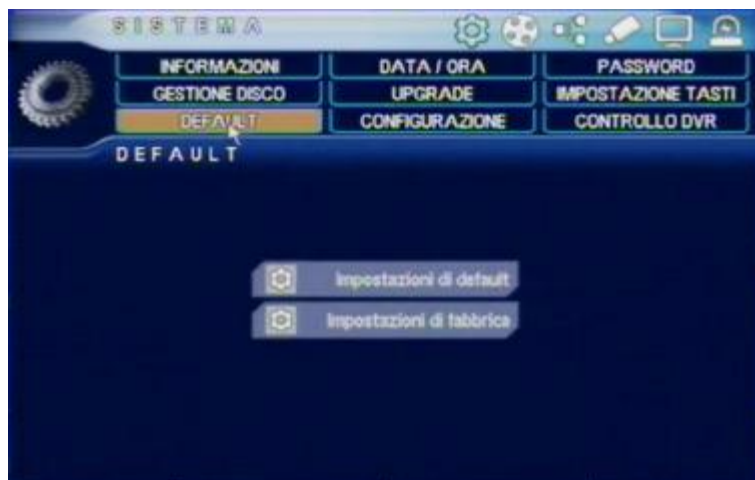 SISTEMA
INFORMAZIONI DATA / ORA PASSWORD
GESTIONE DISCO UPGRADE IMPOSTAZIONE TASTI
DEFAULT CONFIGURAZIONE CONTROLLO DVR
DEFAULT
Impostazioni di default
Impostazioni di fabbrica